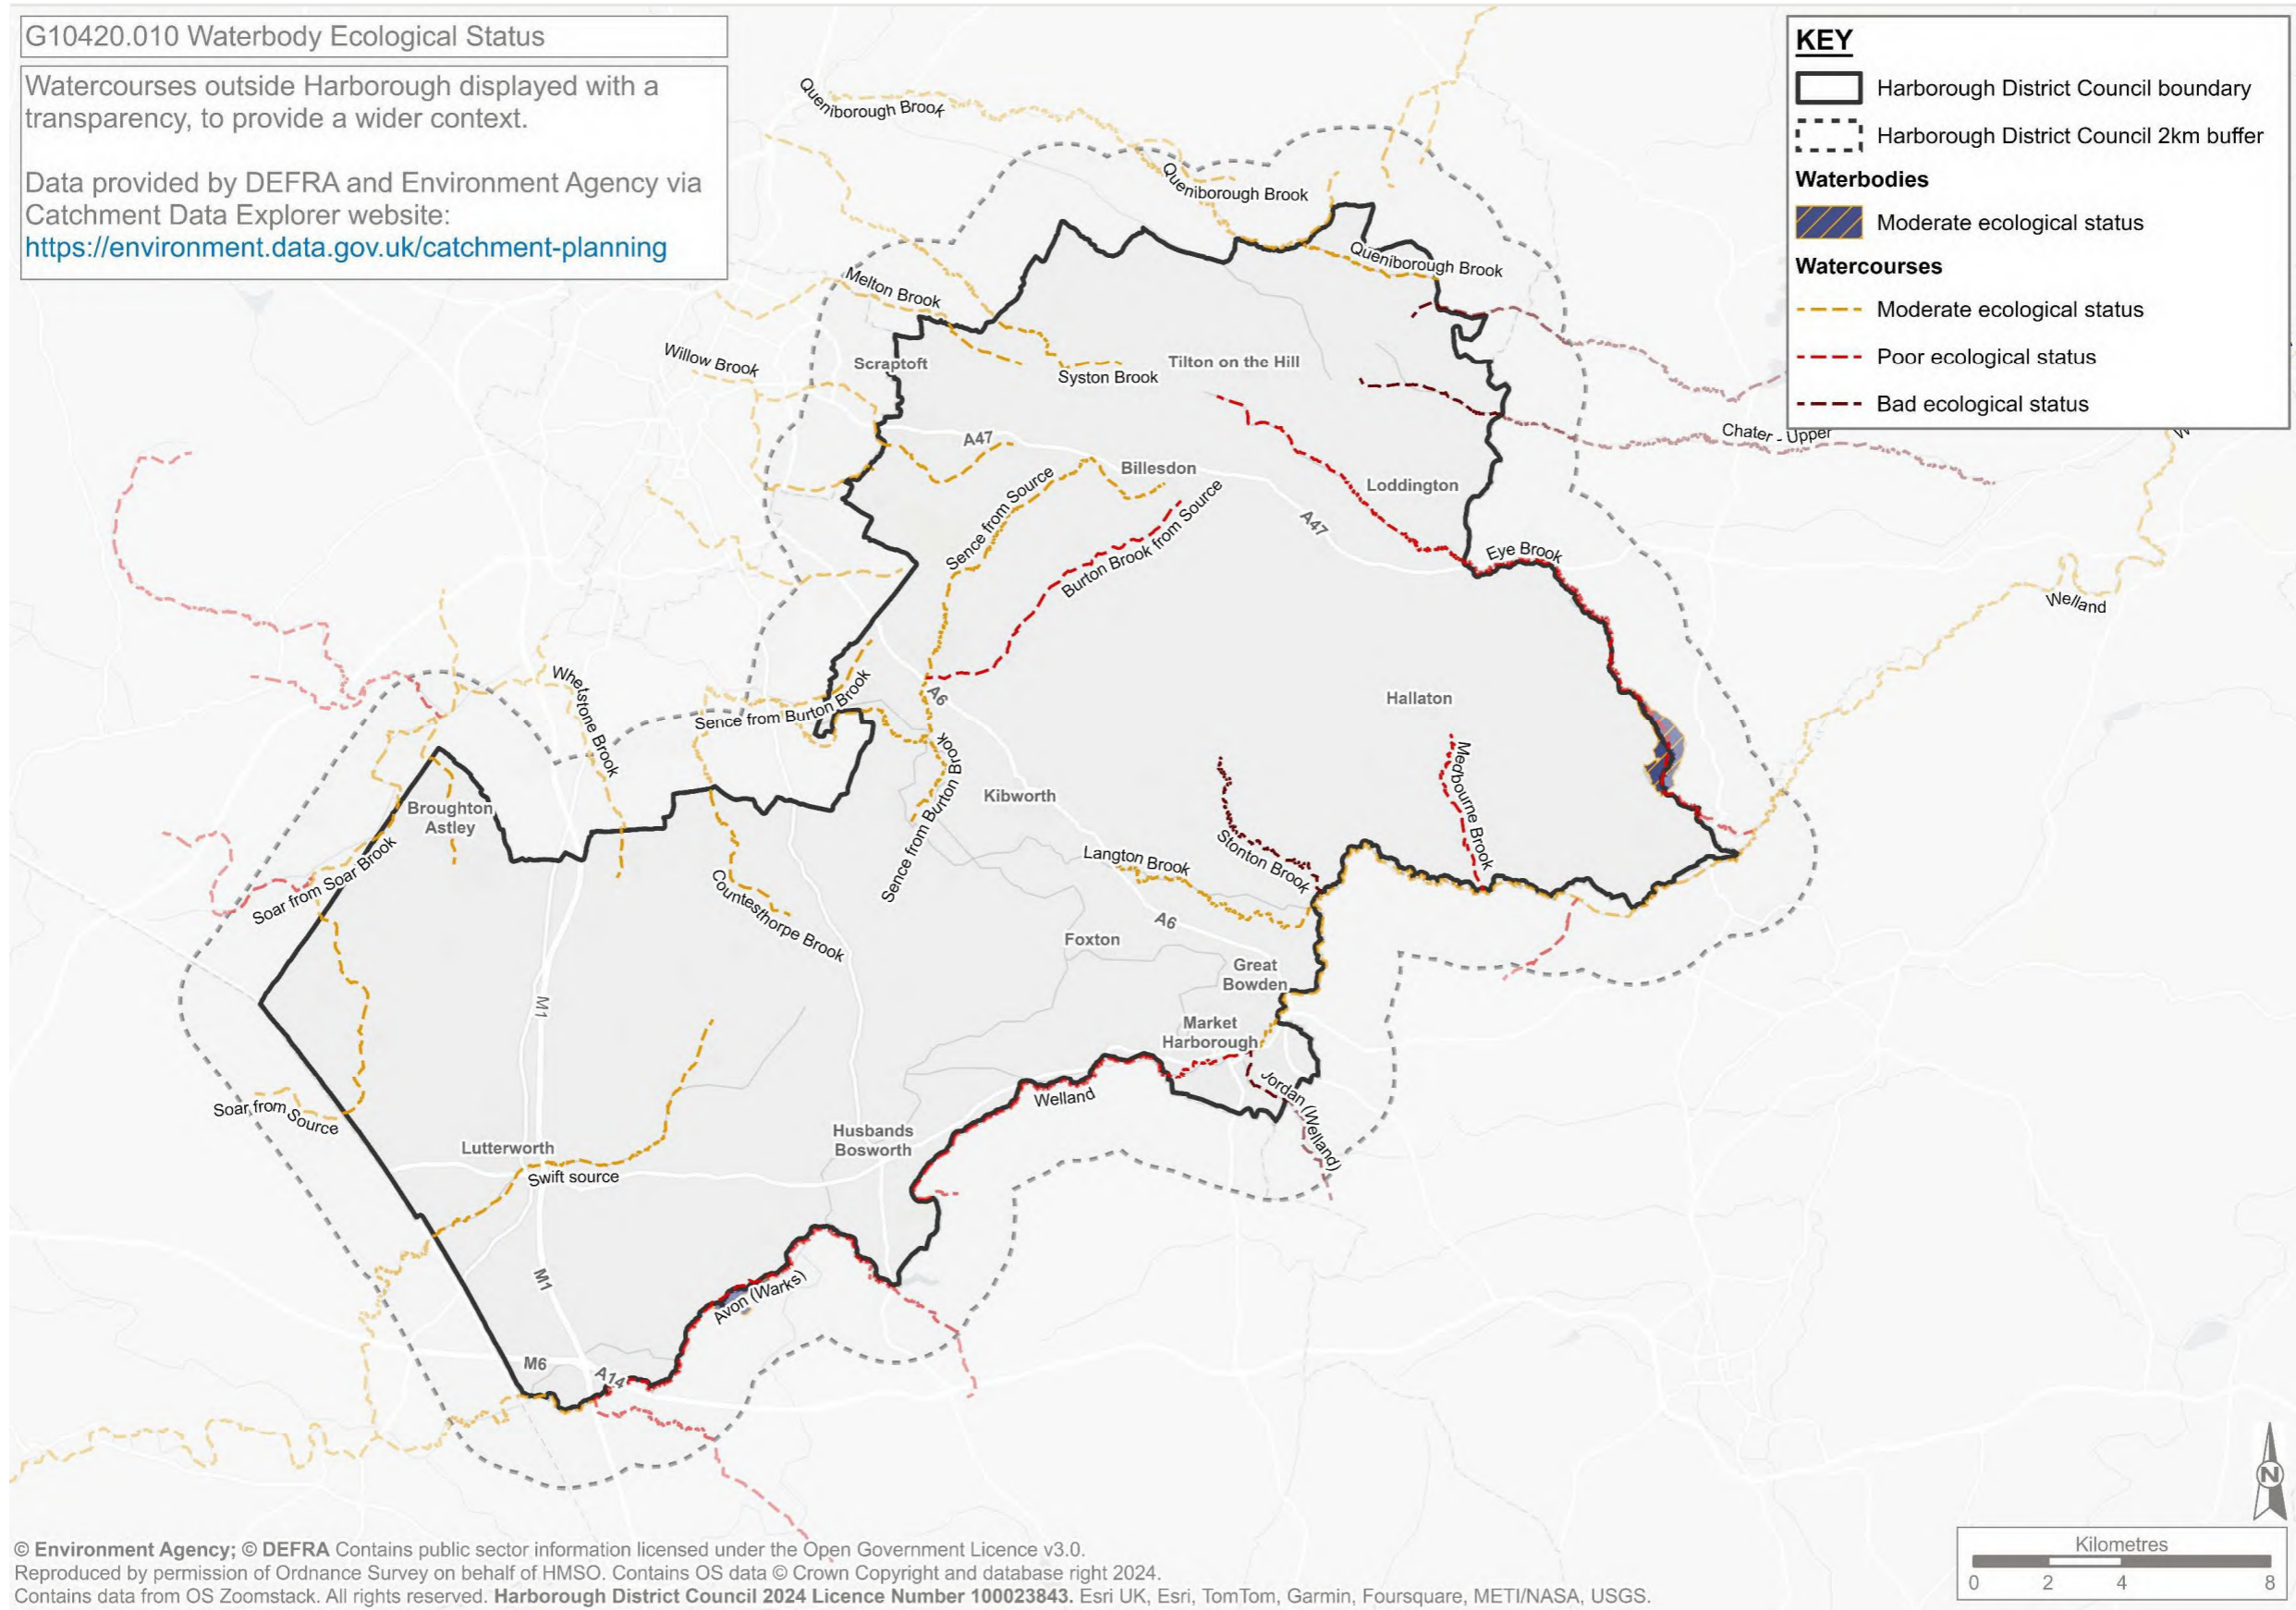 G10420.010 Waterbody Ecological Status
Watercourses outside Harborough displayed with a
transparency, to provide a wider context.
Data provided by DEFRA and Environment Agency via
Catchment Data Explorer website:
https://environment.data.gov.uk/catchment-planning
KEY
Harborough District Council boundary
Harborough District Council 2km buffer
Waterbodies
Moderate ecological status
Watercourses
Moderate ecological status
Poor ecological status
Bad ecological status
Queniborough Brook
Queniborough Brook
Queniborough Brook
Melton Brook
Willow Brook
Scraptoft
Syston Brook
Tilton on the Hill
Chater - Upper
A47
Billesdon
Loddington
Sence from Source
Burton Brook from Source
A47
Eye Brook
Welland
Whetstone Brook
Sence from Burton Brook
A6
Hallaton
Sence from Burton Brook
Kibworth
Medbourne Brook
Broughton
Astley
Soar from Soar Brook
Countesthorpe Brook
Langton Brook
Stonton Brook
A6
Foxton
Great
Bowden
M1
Market
Harborough
Jordan (Welland)
Welland
Soar from Source
Husbands
Bosworth
Lutterworth
Swift source
Avon (Warks)
M1
M6
A14
N
Kilometres
0 2 4 8
© Environment Agency; © DEFRA Contains public sector information licensed under the Open Government Licence v3.0.
Reproduced by permission of Ordnance Survey on behalf of HMSO. Contains OS data © Crown Copyright and database right 2024.
Contains data from OS Zoomstack. All rights reserved. Harborough District Council 2024 Licence Number 100023843. Esri UK, Esri, TomTom, Garmin, Foursquare, METI/NASA, USGS.